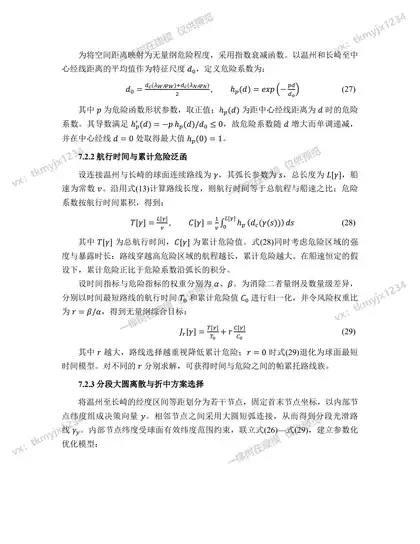 为将空间距离映射为无量纲危险程度，采用指数衰减函数。以温州和长崎至中
心经线距离的平均值作为特征尺度 d₀，定义危险系数为：
d₀ = (d_c(λ_W,φ_W)+d_c(λ_N,φ_N))/2,  h_p(d) = exp(−pd/d₀)  (27)
其中 p 为危险函数形状参数，取正值；h_p(d) 为距中心经线距离为 d 时的危险
系数。其导数满足 h′_p(d) = −p h_p(d)/d₀ ≤ 0，故危险系数随 d 增大而单调递减，
并在中心经线 d = 0 处取得最大值 h_p(0) = 1。
7.2.2 航行时间与累计危险泛函
设连接温州与长崎的球面连续路线为 γ，其弧长参数为 s，总长度为 L[γ]，船
速为常数 v。沿用式(13)计算路线长度，则航行时间等于总航程与船速之比；危险
系数按航行时间累积，得到：
T[γ] = L[γ]/v,  C[γ] = 1/v ∫₀^L[γ] h_p (d_c(γ(s))) ds  (28)
其中 T[γ] 为总航行时间，C[γ] 为累计危险值。式(28)同时考虑危险区域的强
度与暴露时长：路线穿越高危险区域的航程越长，累计危险越大。在船速恒定的假
设下，累计危险正比于危险系数沿弧长的积分。
设时间指标与危险指标的权重分别为 α、β。为消除二者量纲及数量级差异，
分别以时间最短路线的航行时间 T₀ 和累计危险值 C₀ 进行归一化，并令风险权重比
为 r = β/α，得到无量纲综合目标：
J_r[γ] = T[γ]/T₀ + r C[γ]/C₀  (29)
其中 r 越大，路线选择越重视降低累计危险；r = 0 时式(29)退化为球面最短
时间模型。对不同的 r 分别求解，可获得时间与危险之间的帕累托路线族。
7.2.3 分段大圆离散与折中方案选择
将温州至长崎的经度区间等距划分为若干节点，固定首末节点坐标，以内部节
点纬度组成决策向量 y。相邻节点之间采用大圆短弧连接，从而得到分段光滑路
线 γ_y。内部节点纬度受球面有效纬度范围约束，联立式(26)—式(29)，建立参数化
优化模型：
vx：tkmyjx1234
vx：tkmyjx1234
vx：tkmyjx1234
vx：tkmyjx1234